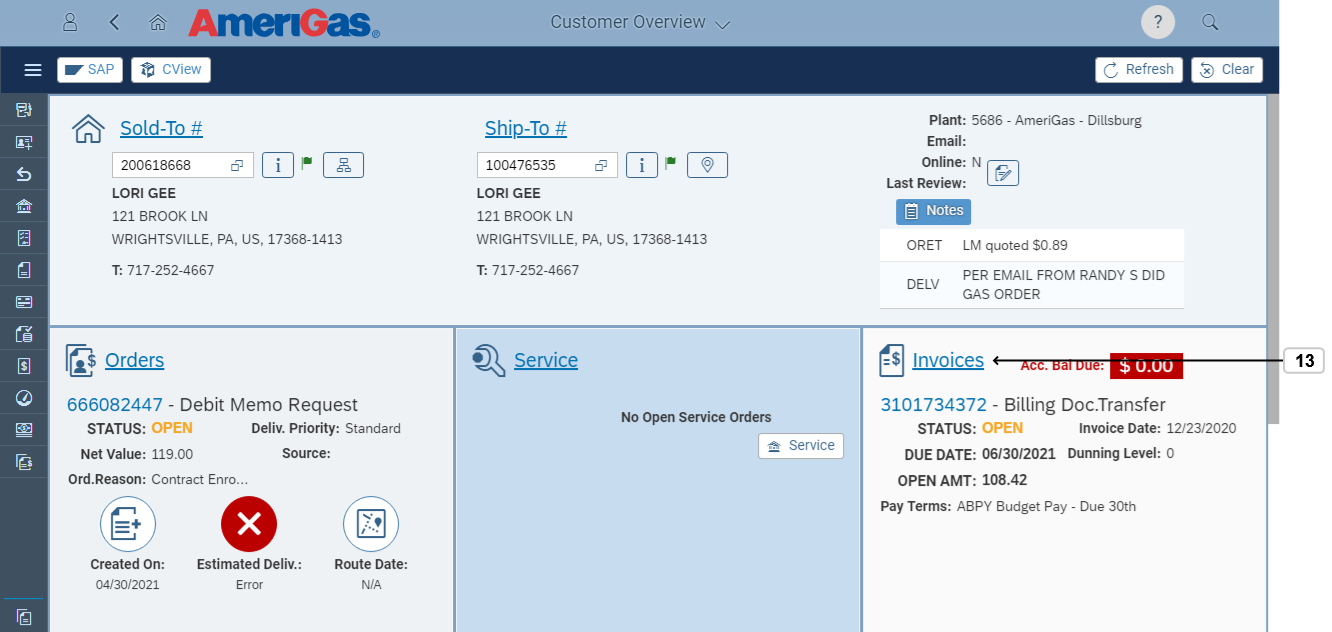 AmeriGas®
Customer Overview
?
SAP
CView
Refresh
Clear
Sold-To #
200618668
i
LORI GEE
121 BROOK LN
WRIGHTSVILLE, PA, US, 17368-1413
T: 717-252-4667
Ship-To #
100476535
i
LORI GEE
121 BROOK LN
WRIGHTSVILLE, PA, US, 17368-1413
T: 717-252-4667
Plant: 5686 - AmeriGas - Dillsburg
Email:
Online: N
Last Review:
Notes
ORET LM quoted $0.89
DELV PER EMAIL FROM RANDY S DID
GAS ORDER
Orders
666082447 - Debit Memo Request
STATUS: OPEN Deliv. Priority: Standard
Net Value: 119.00 Source:
Ord.Reason: Contract Enro...
Created On: Estimated Deliv.: Route Date:
04/30/2021 Error N/A
Service
No Open Service Orders
Service
Invoices Acc. Bal Due: $ 0.00
13
3101734372 - Billing Doc.Transfer
STATUS: OPEN Invoice Date: 12/23/2020
DUE DATE: 06/30/2021 Dunning Level: 0
OPEN AMT: 108.42
Pay Terms: ABPY Budget Pay - Due 30th